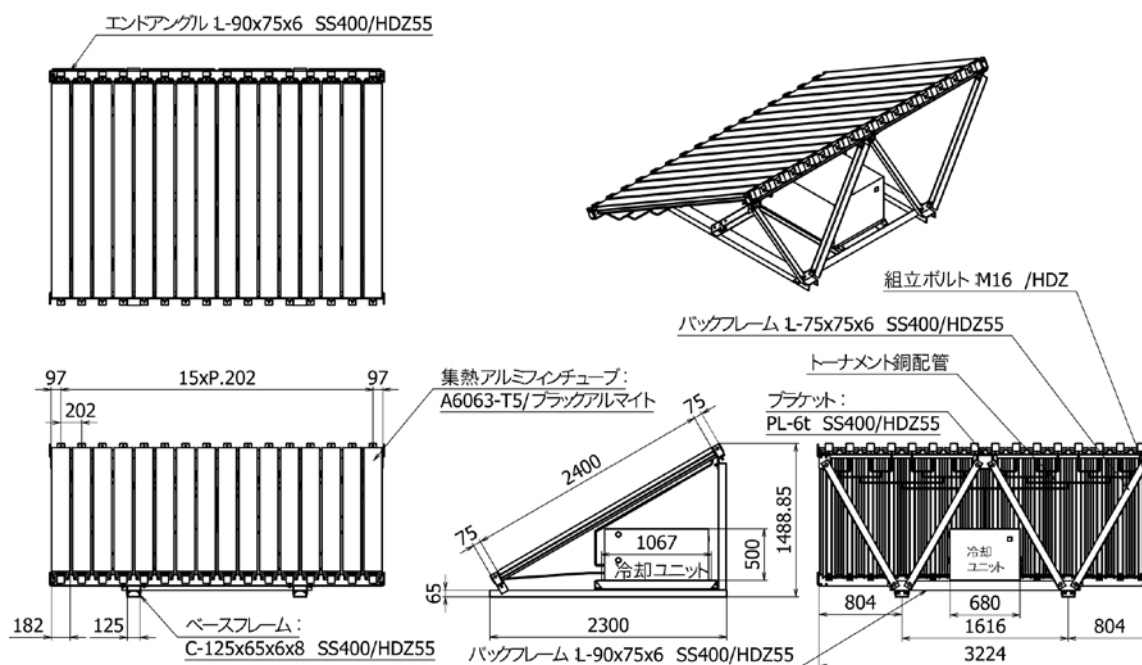 エンドアングル:L-90x75x6 SS400/HDZ55
組立ボルト:M16 /HDZ
バックフレーム:L-75x75x6 SS400/HDZ55
トーナメント銅配管
ブラケット:
PL-6t SS400/HDZ55
97
15xP.202
97
202
集熱アルミフィンチューブ:
A6063-T5/ブラックアルマイト
182
125
ベースフレーム:
C-125x65x6x8 SS400/HDZ55
75
2400
75
1067
冷却ユニット
500
1488.85
65
2300
バックフレーム:L-90x75x6 SS400/HDZ55
冷却
ユニット
804
680
804
1616
3224